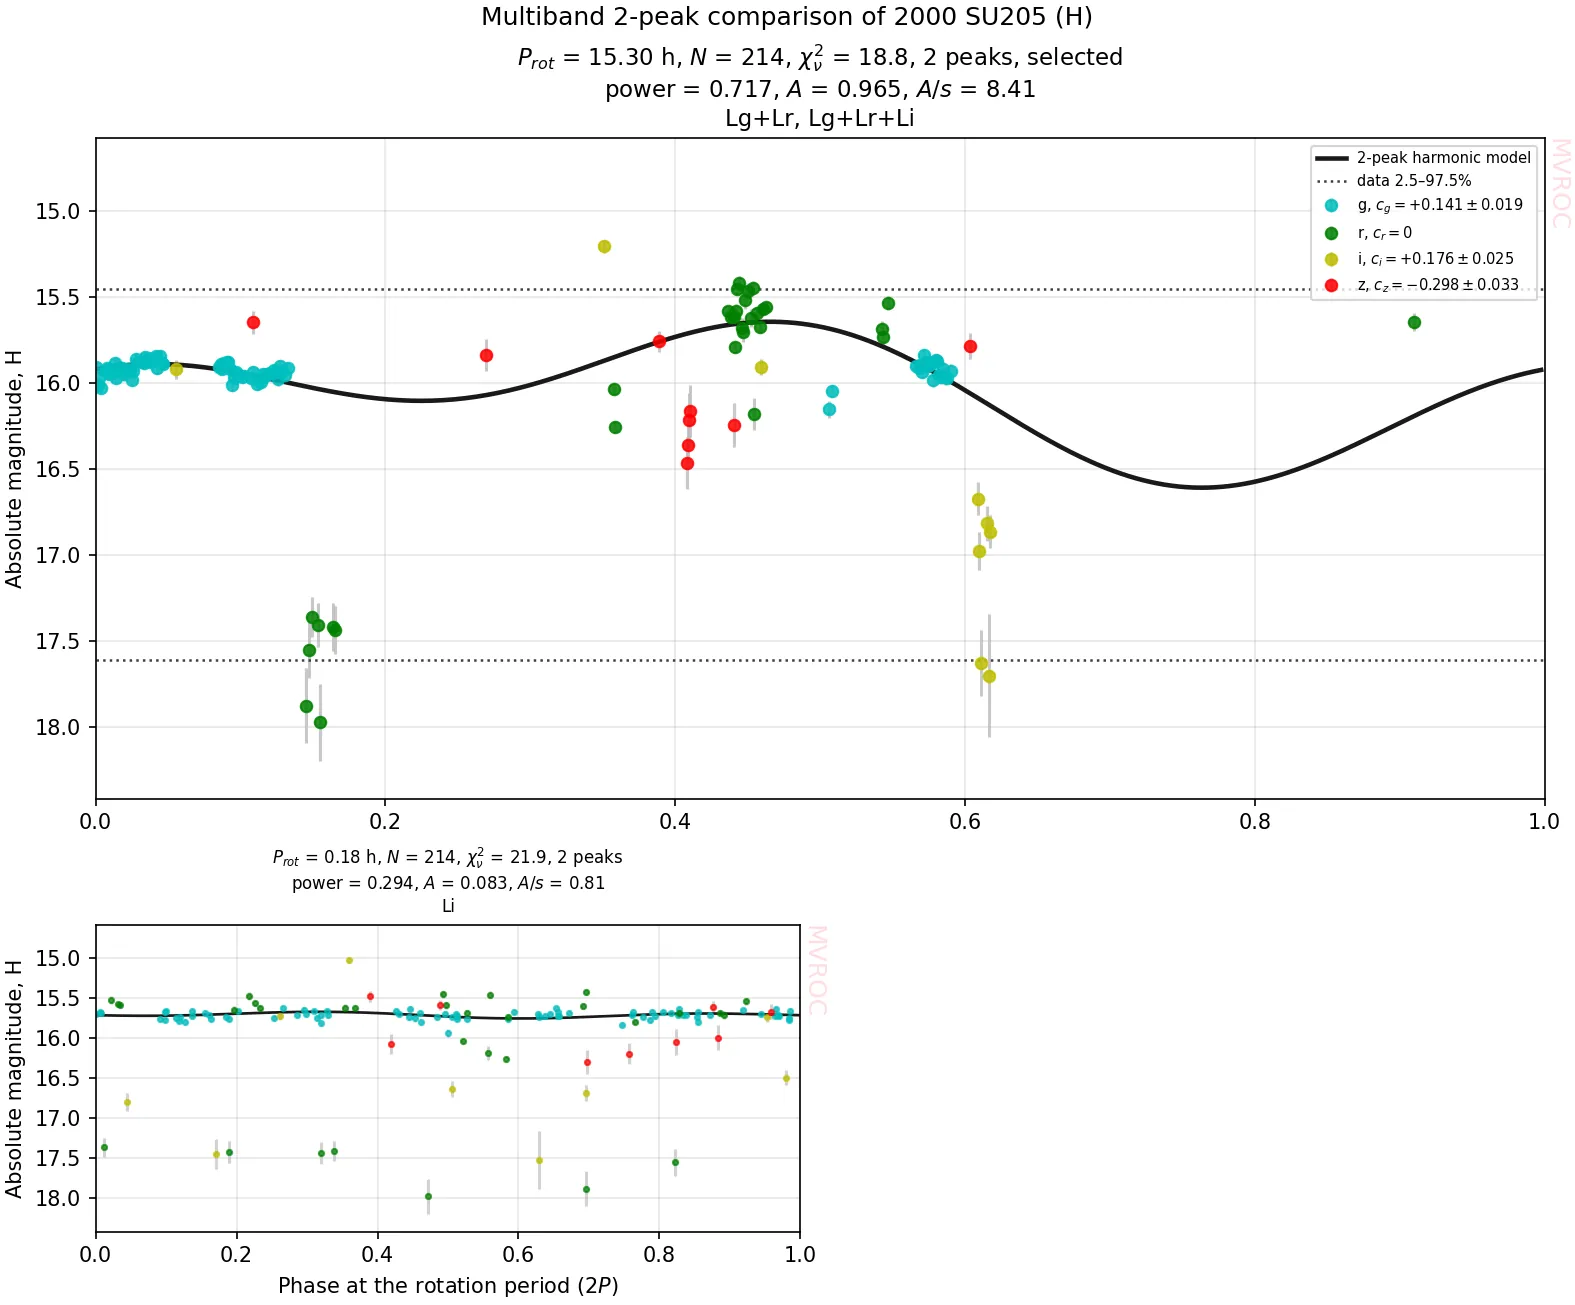 Multiband 2-peak comparison of 2000 SU205 (H)
P_rot = 15.30 h, N = 214, χ²_ν = 18.8, 2 peaks, selected
power = 0.717, A = 0.965, A/s = 8.41
Lg+Lr, Lg+Lr+Li
2-peak harmonic model
data 2.5–97.5%
g, c_g = +0.141 ± 0.019
r, c_r = 0
i, c_i = +0.176 ± 0.025
z, c_z = −0.298 ± 0.033
MVROC
Absolute magnitude, H
15.0
15.5
16.0
16.5
17.0
17.5
18.0
0.0 0.2 0.4 0.6 0.8 1.0
P_rot = 0.18 h, N = 214, χ²_ν = 21.9, 2 peaks
power = 0.294, A = 0.083, A/s = 0.81
Li
MVROC
Absolute magnitude, H
15.0
15.5
16.0
16.5
17.0
17.5
18.0
0.0 0.2 0.4 0.6 0.8 1.0
Phase at the rotation period (2P)